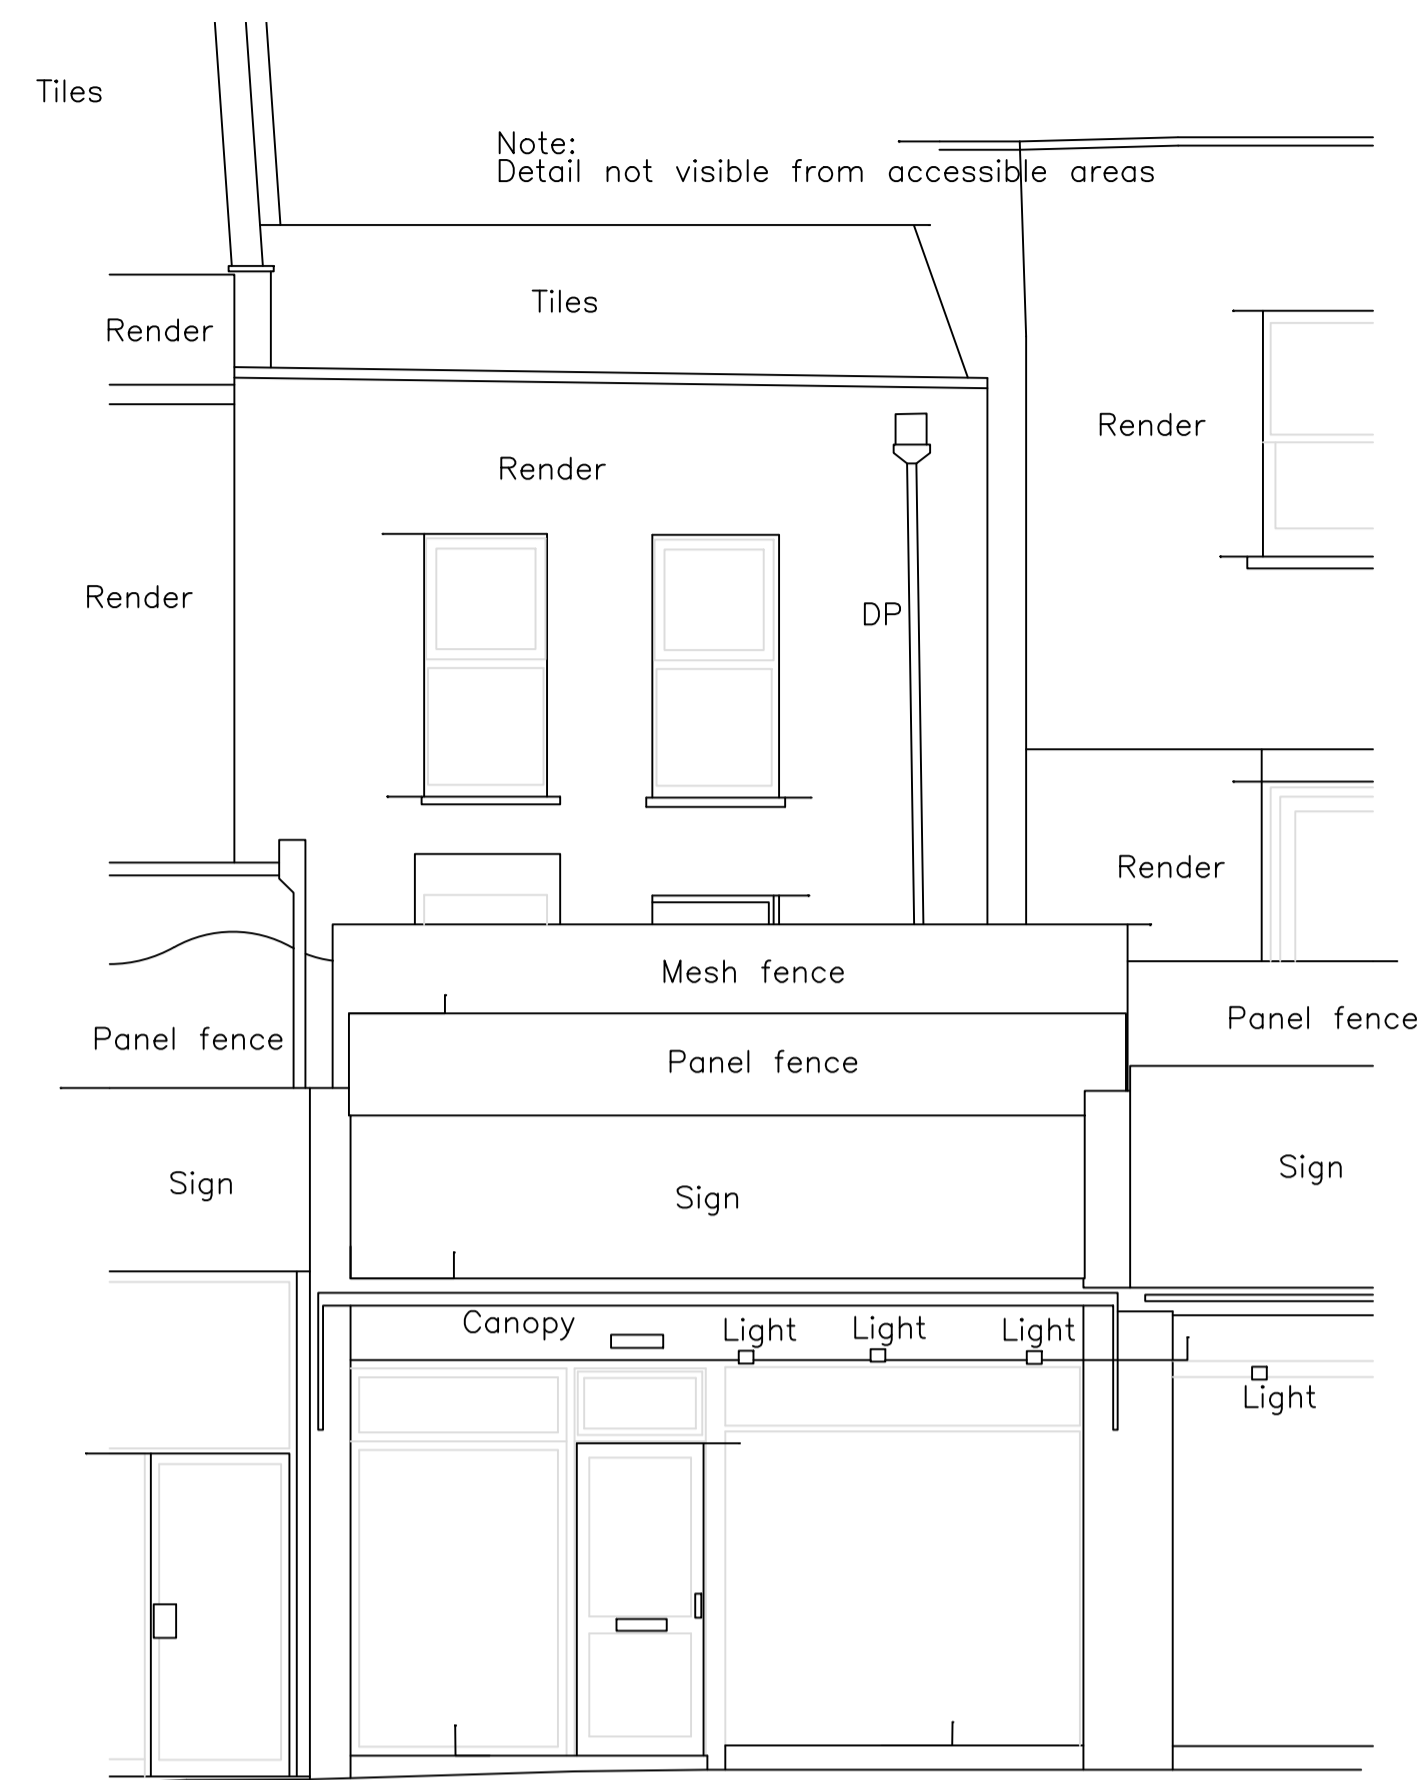 Tiles
Note:
Detail not visible from accessible areas
Tiles
Render
Render
Render
Render
DP
Render
Mesh fence
Panel fence
Panel fence
Panel fence
Sign
Sign
Sign
Canopy
Light
Light
Light
Light